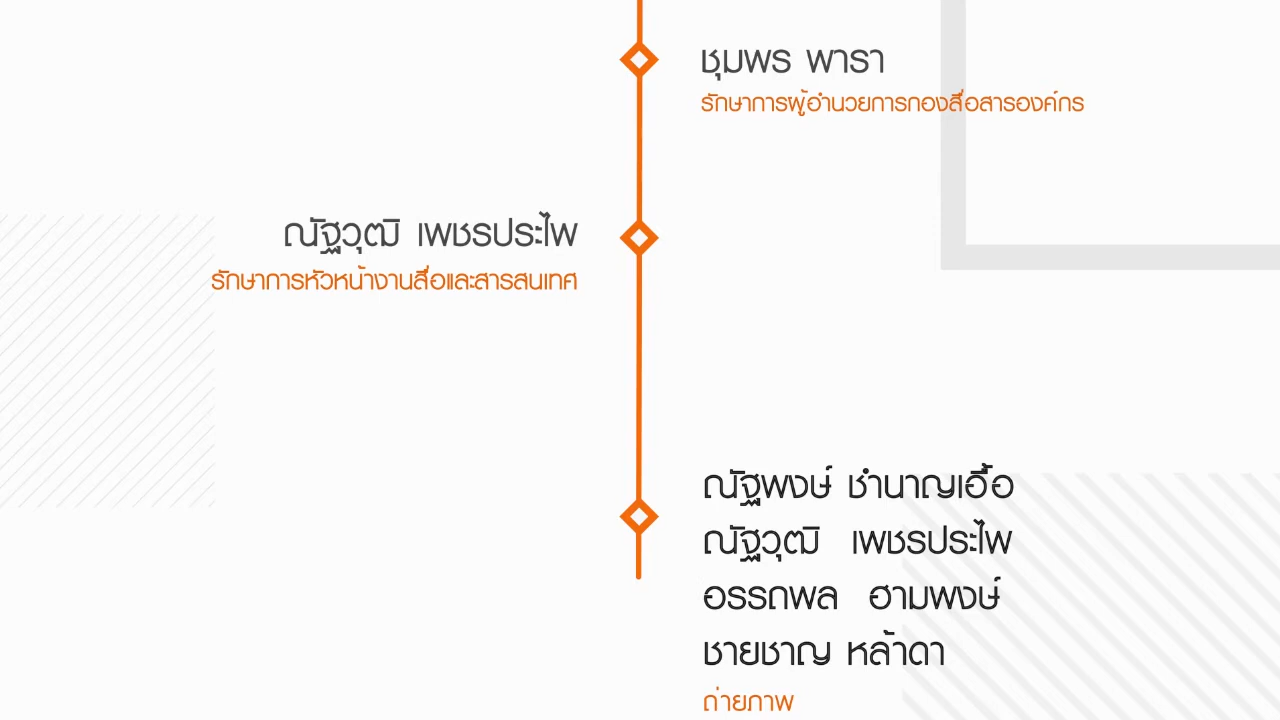 ชุมพร พารา
รักษาการผู้อำนวยการกองสื่อสารองค์กร
ณัฐวุฒิ เพชรประไพ
รักษาการหัวหน้างานสื่อและสารสนเทศ
ณัฐพงษ์ ชำนาญเอื้อ
ณัฐวุฒิ เพชรประไพ
อรรถพล ฮามพงษ์
ชายชาญ หล้าดา
ถ่ายภาพ